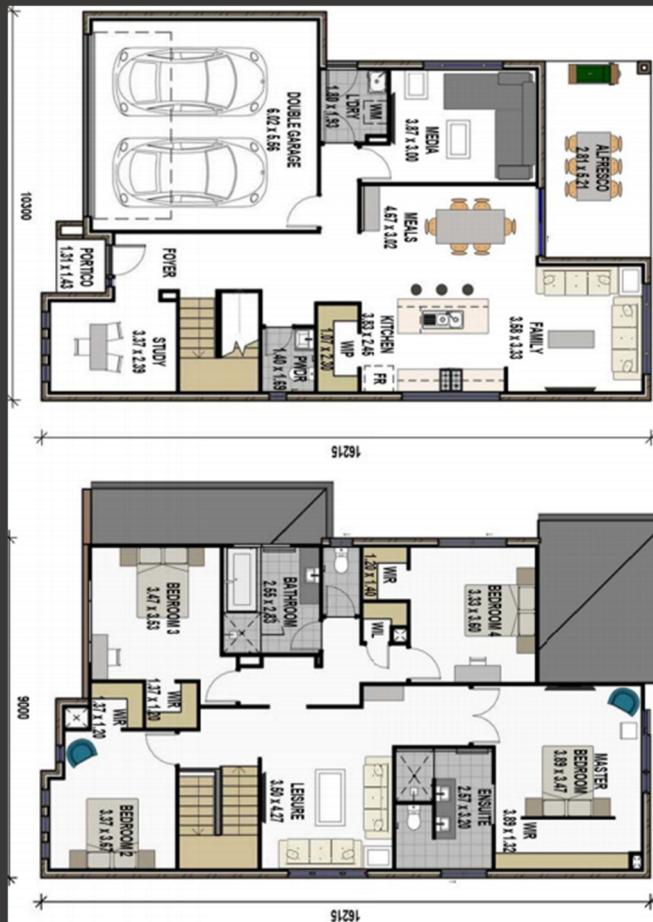 DOUBLE GARAGE
6.02 x 5.56
L'DRY
1.80 x 1.93
WM
MEDIA
3.87 x 3.00
ALFRESCO
2.81 x 5.21
MEALS
4.67 x 3.02
10300
PORTICO
1.31 x 1.43
FOYER
STUDY
3.37 x 2.39
PWDR
1.40 x 1.69
WIP
1.07 x 2.30
KITCHEN
3.83 x 2.45
FR
FAMILY
3.68 x 3.33
16215
BEDROOM 3
3.47 x 3.53
BATHROOM
2.55 x 2.83
WIR
1.20 x 1.40
WIL
BEDROOM 4
3.33 x 3.60
9000
WIR
1.37 x 1.20
WIR
1.37 x 1.20
BEDROOM 2
3.37 x 3.67
LEISURE
3.50 x 4.27
ENSUITE
2.57 x 3.20
MASTER
BEDROOM
3.89 x 3.47
WIR
3.89 x 1.32
16215